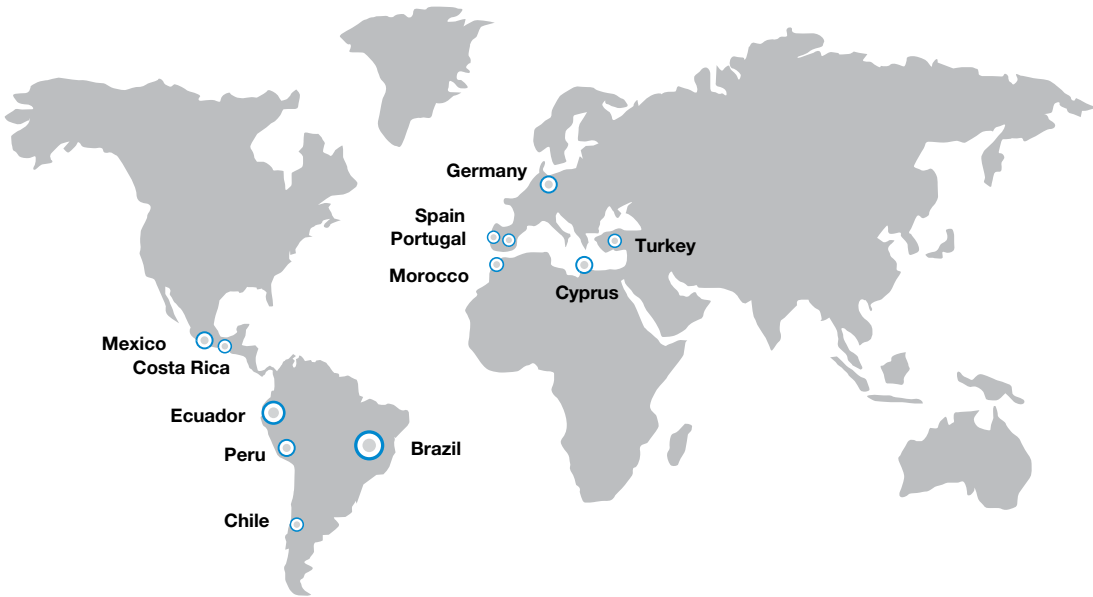 Germany
Spain
Portugal
Turkey
Morocco
Cyprus
Mexico
Costa Rica
Ecuador
Peru
Brazil
Chile